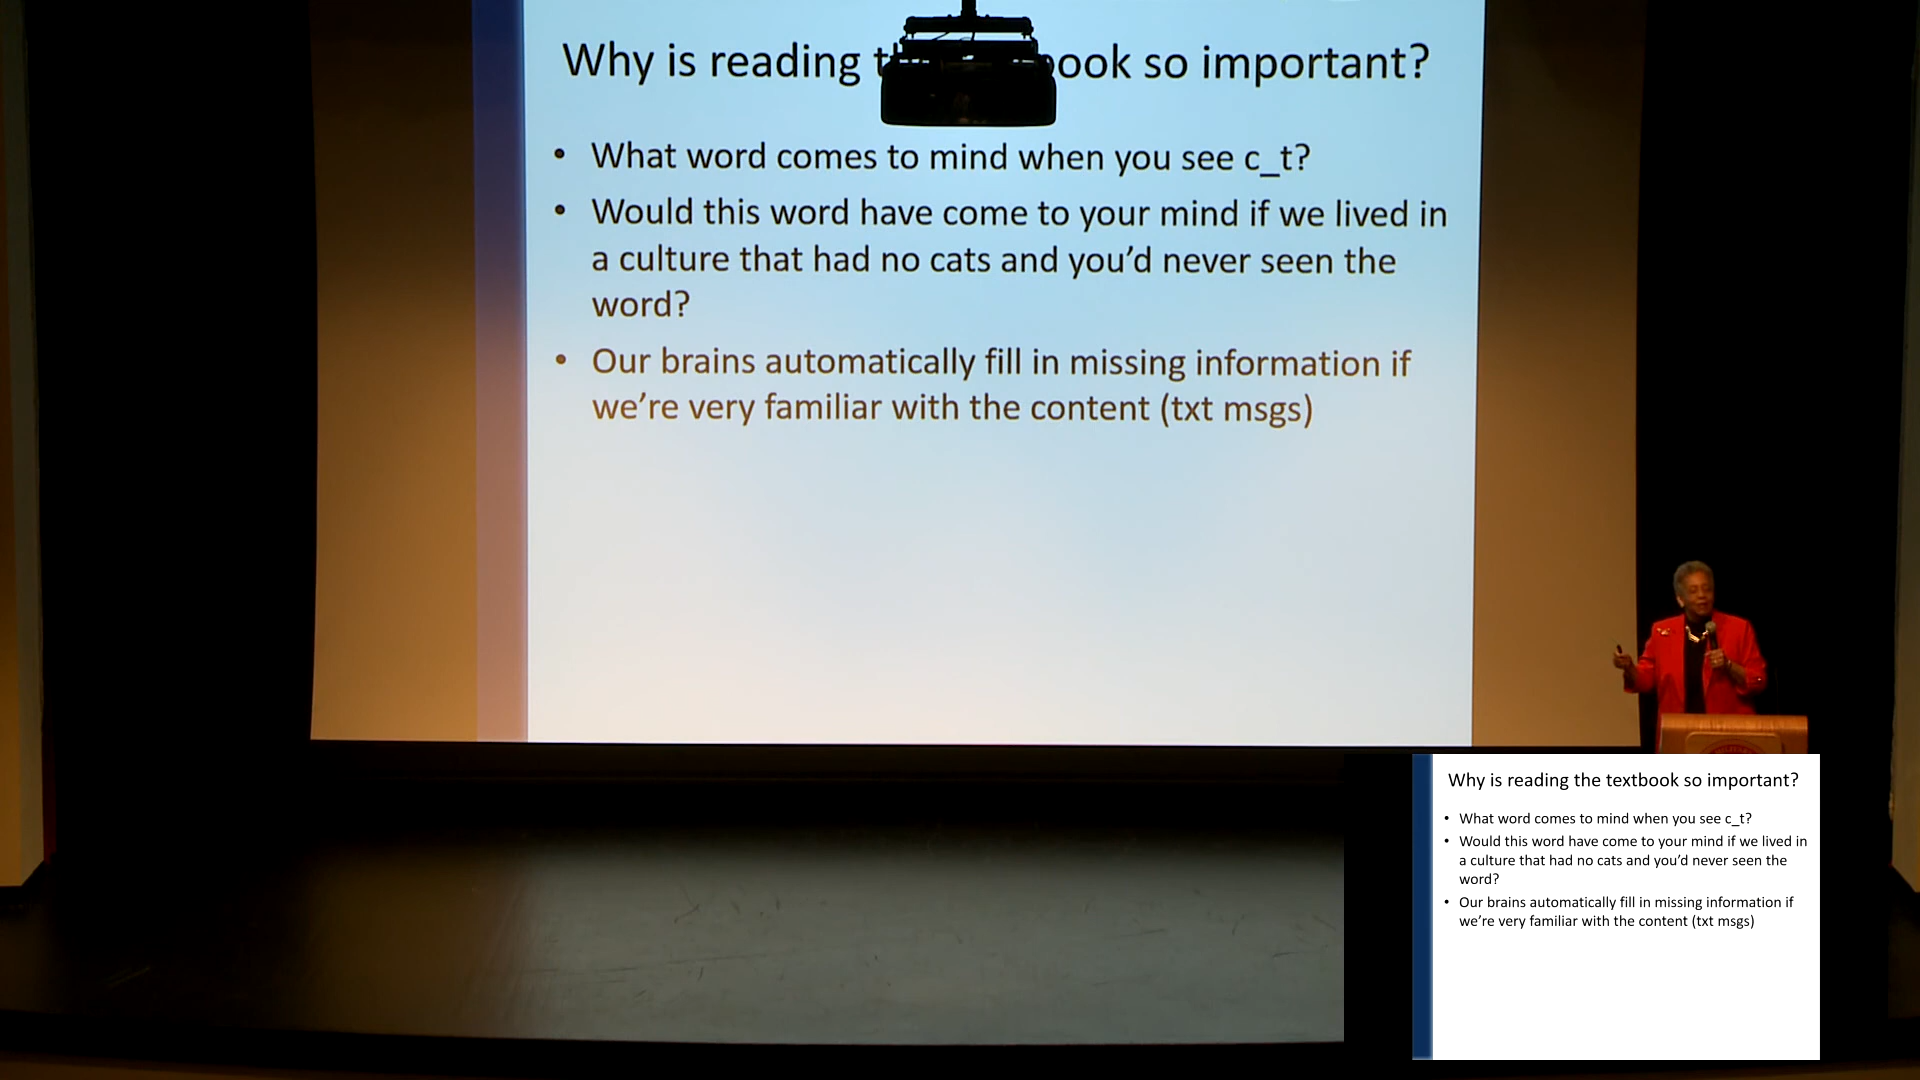 Why is reading t ook so important?
• What word comes to mind when you see c_t?
• Would this word have come to your mind if we lived in
a culture that had no cats and you’d never seen the
word?
• Our brains automatically fill in missing information if
we’re very familiar with the content (txt msgs)
Why is reading the textbook so important?
• What word comes to mind when you see c_t?
• Would this word have come to your mind if we lived in
a culture that had no cats and you’d never seen the
word?
• Our brains automatically fill in missing information if
we’re very familiar with the content (txt msgs)